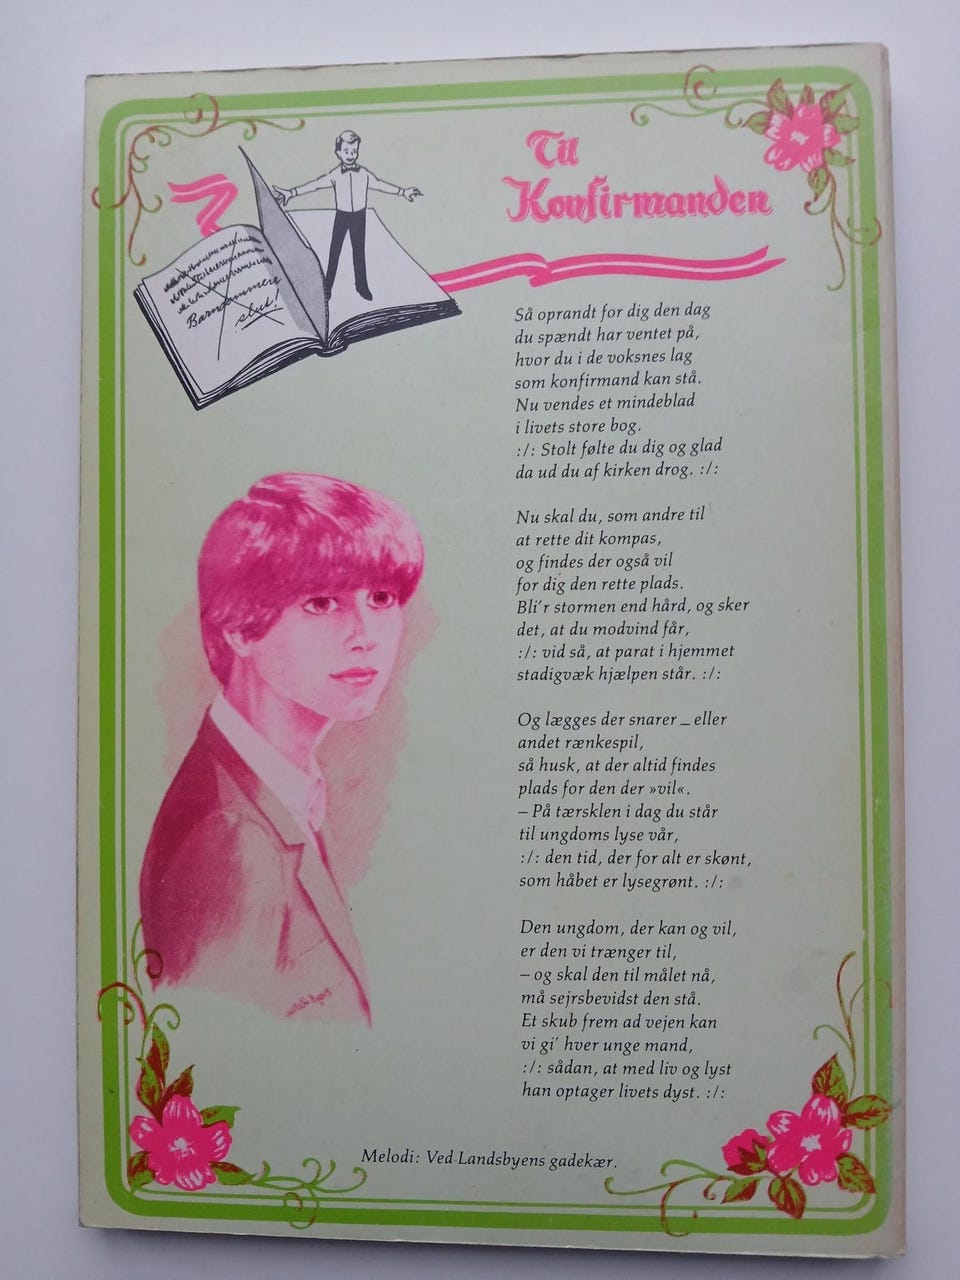 Til
Konfirmanden
Barndommens
slut!
Så oprandt for dig den dag
du spændt har ventet på,
hvor du i de voksnes lag
som konfirmand kan stå.
Nu vendes et mindeblad
i livets store bog.
:/: Stolt følte du dig og glad
da ud du af kirken drog. :/:
Nu skal du, som andre til
at rette dit kompas,
og findes der også vil
for dig den rette plads.
Bli'r stormen end hård, og sker
det, at du modvind får,
:/: vid så, at parat i hjemmet
stadigvæk hjælpen står. :/:
Og lægges der snarer – eller
andet rænkespil,
så husk, at der altid findes
plads for den der »vil«.
– På tærsklen i dag du står
til ungdoms lyse vår,
:/: den tid, der for alt er skønt,
som håbet er lysegrønt. :/:
Den ungdom, der kan og vil,
er den vi trænger til,
– og skal den til målet nå,
må sejrsbevidst den stå.
Et skub frem ad vejen kan
vi gi' hver unge mand,
:/: sådan, at med liv og lyst
han optager livets dyst. :/:
Melodi: Ved Landsbyens gadekær.